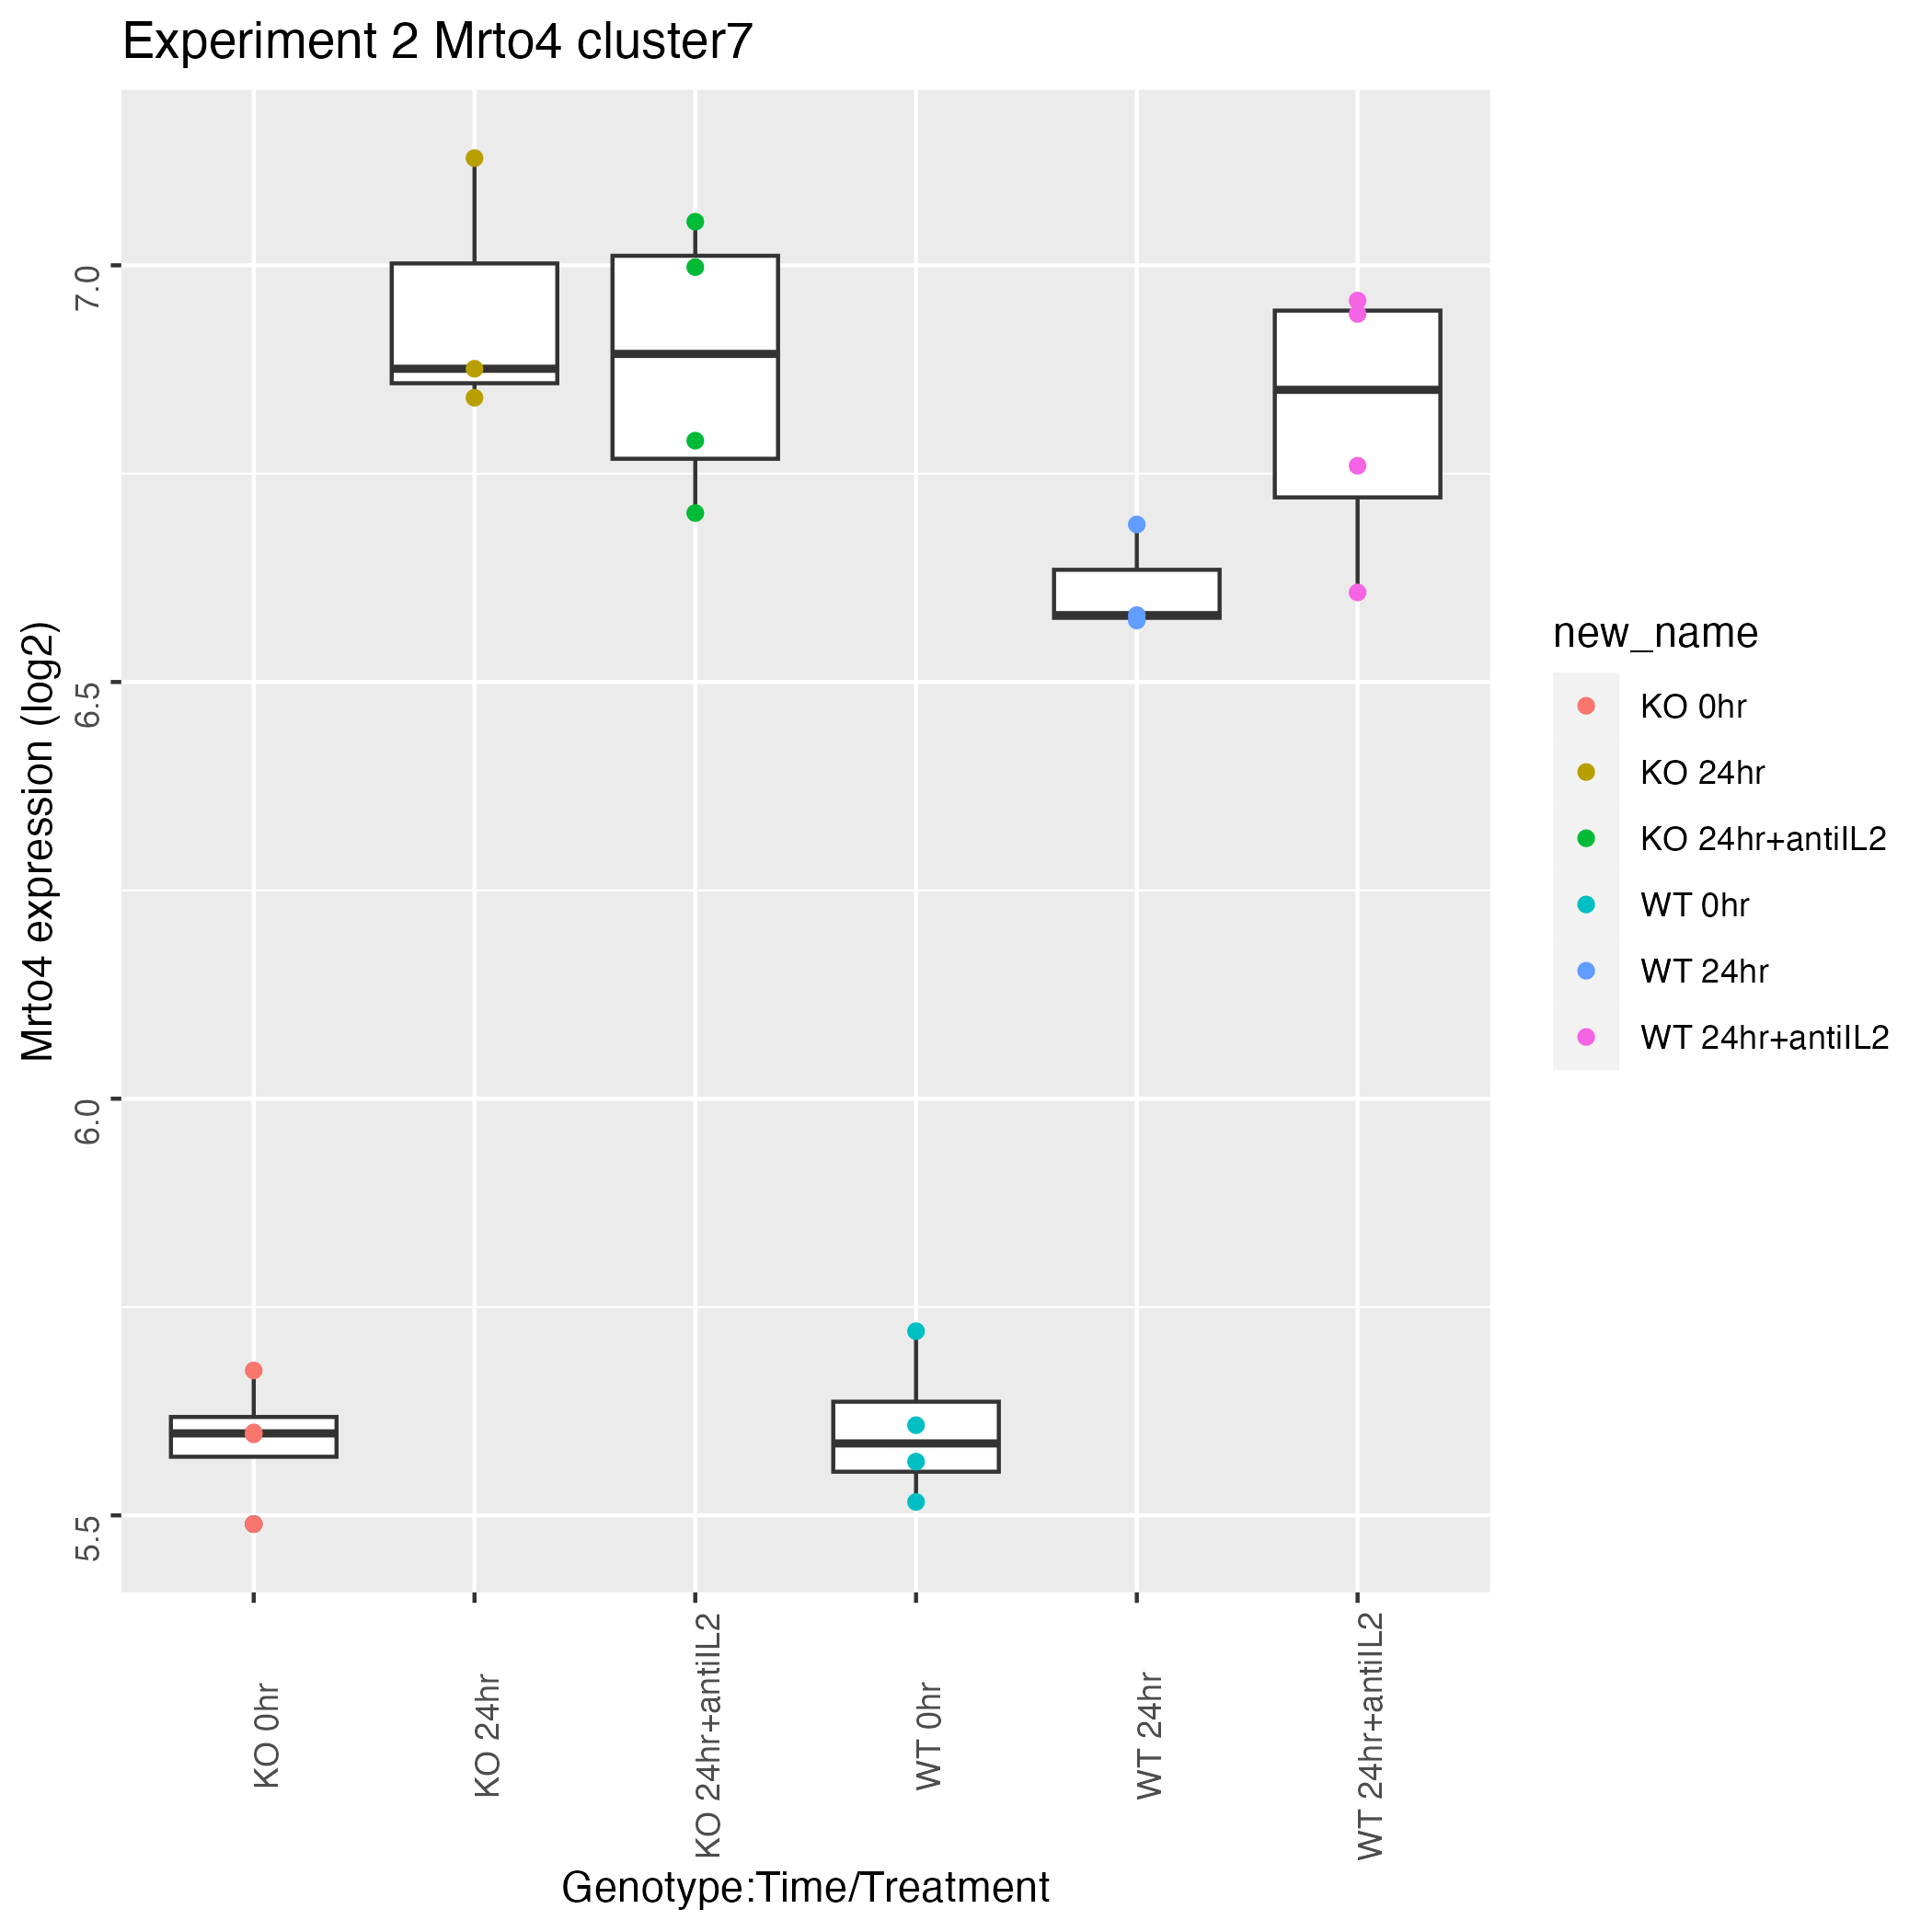 Experiment 2 Mrto4 cluster7
Mrto4 expression (log2)
7.0
6.5
6.0
5.5
KO 0hr
KO 24hr
KO 24hr+antiIL2
WT 0hr
WT 24hr
WT 24hr+antiIL2
Genotype:Time/Treatment
new_name
KO 0hr
KO 24hr
KO 24hr+antiIL2
WT 0hr
WT 24hr
WT 24hr+antiIL2